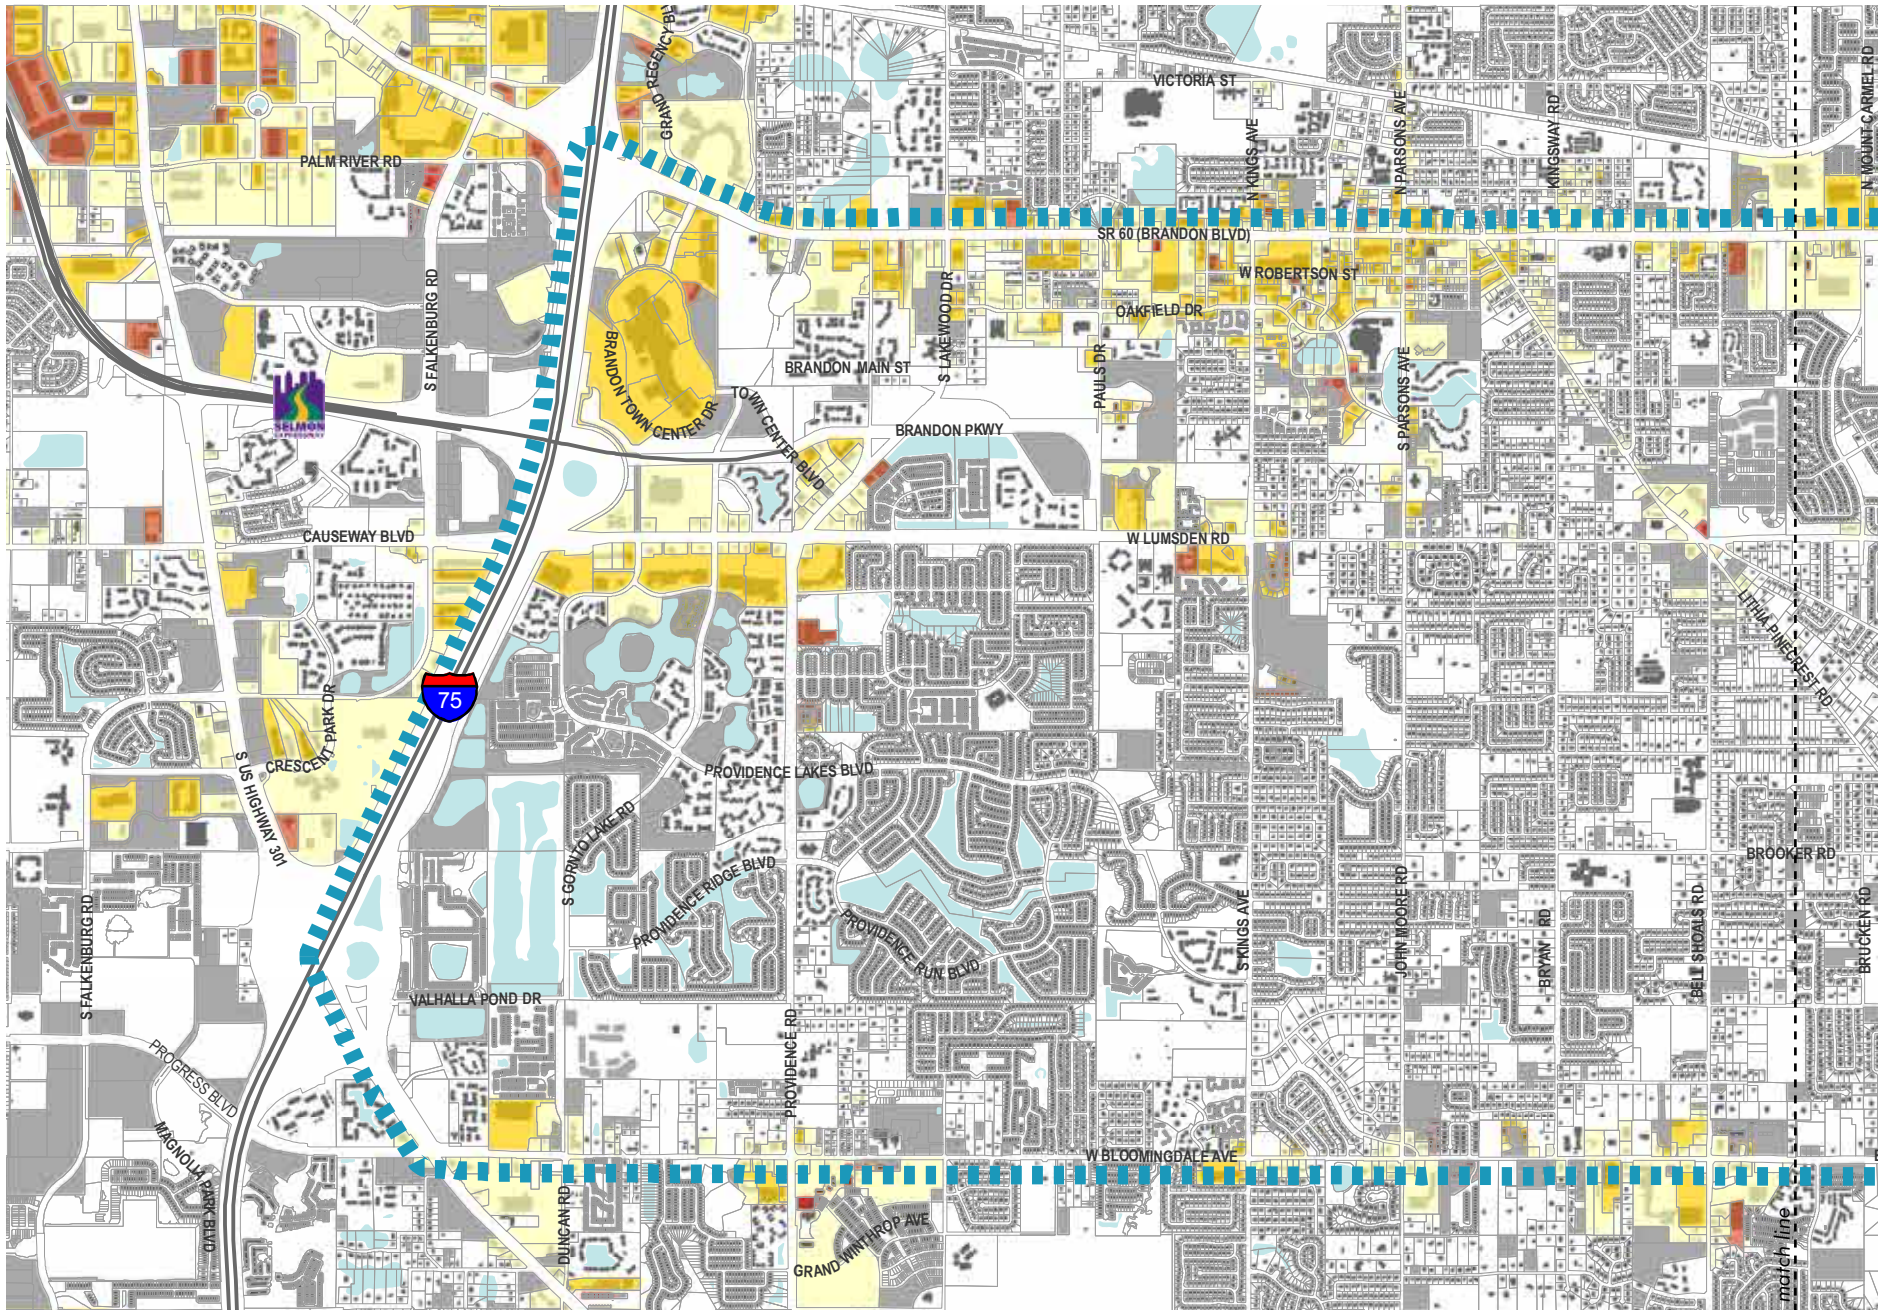 GRAND REGENCY BL
VICTORIA ST
N MOUNT CARMEL RD
N KINGS AVE
N PARSONS AVE
KINGSWAY RD
PALM RIVER RD
SR 60 (BRANDON BLVD)
W ROBERTSON ST
S FALKENBURG RD
S LAKEWOOD DR
OAKFIELD DR
BRANDON TOWN CENTER DR
BRANDON MAIN ST
PAULS DR
S PARSONS AVE
TOWN CENTER BLVD
SELMON
EXPRESSWAY
BRANDON PKWY
CAUSEWAY BLVD
W LUMSDEN RD
LITHIA PINECREST RD
75
CRESCENT PARK DR
S US HIGHWAY 301
PROVIDENCE LAKES BLVD
S GORNTO LAKE RD
PROVIDENCE RIDGE BLVD
BROOKER RD
S FALKENBURG RD
PROVIDENCE RUN BLVD
S KINGS AVE
JOHN MOORE RD
BRYAN RD
BELL SHOALS RD
BRUCKEN RD
VALHALLA POND DR
PROVIDENCE RD
PROGRESS BLVD
MAGNOLIA PARK BLVD
W BLOOMINGDALE AVE
E
DUNCAN RD
GRAND WINTHROP AVE
match line